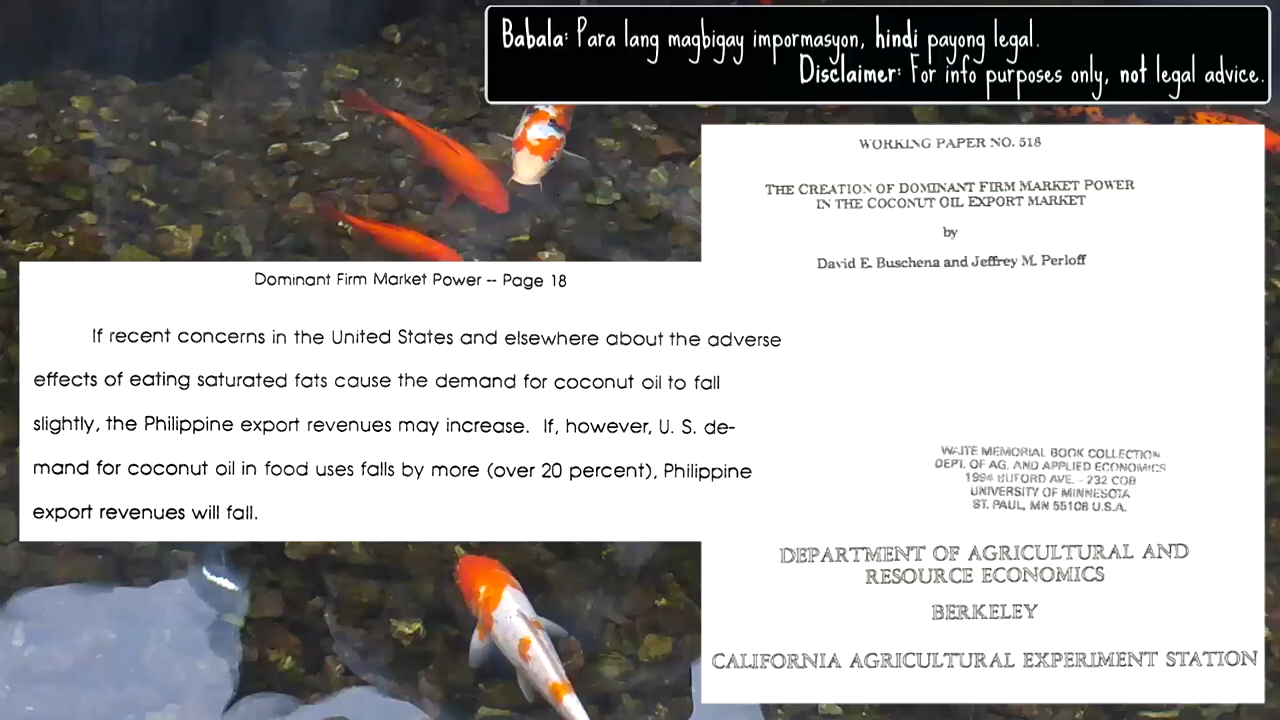 Babala: Para lang magbigay impormasyon, hindi payong legal.
Disclaimer: For info purposes only, not legal advice.
WORKING PAPER NO. 518
THE CREATION OF DOMINANT FIRM MARKET POWER
IN THE COCONUT OIL EXPORT MARKET
by
David E. Buschena and Jeffrey M. Perloff
Dominant Firm Market Power -- Page 18
If recent concerns in the United States and elsewhere about the adverse
effects of eating saturated fats cause the demand for coconut oil to fall
slightly, the Philippine export revenues may increase. If, however, U. S. de-
mand for coconut oil in food uses falls by more (over 20 percent), Philippine
export revenues will fall.
WAITE MEMORIAL BOOK COLLECTION
DEPT. OF AG. AND APPLIED ECONOMICS
1994 BUFORD AVE. - 232 COB
UNIVERSITY OF MINNESOTA
ST. PAUL, MN 55108 U.S.A.
DEPARTMENT OF AGRICULTURAL AND
RESOURCE ECONOMICS
BERKELEY
CALIFORNIA AGRICULTURAL EXPERIMENT STATION